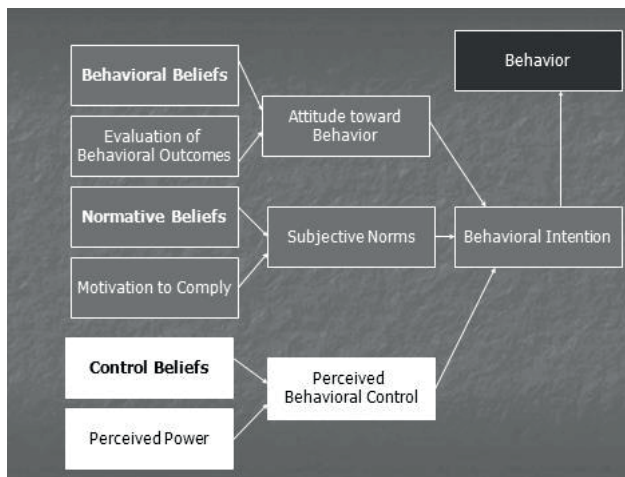 Behavioral Beliefs
Evaluation of
Behavioral Outcomes
Normative Beliefs
Motivation to Comply
Control Beliefs
Perceived Power
Attitude toward
Behavior
Subjective Norms
Perceived
Behavioral Control
Behavior
Behavioral Intention